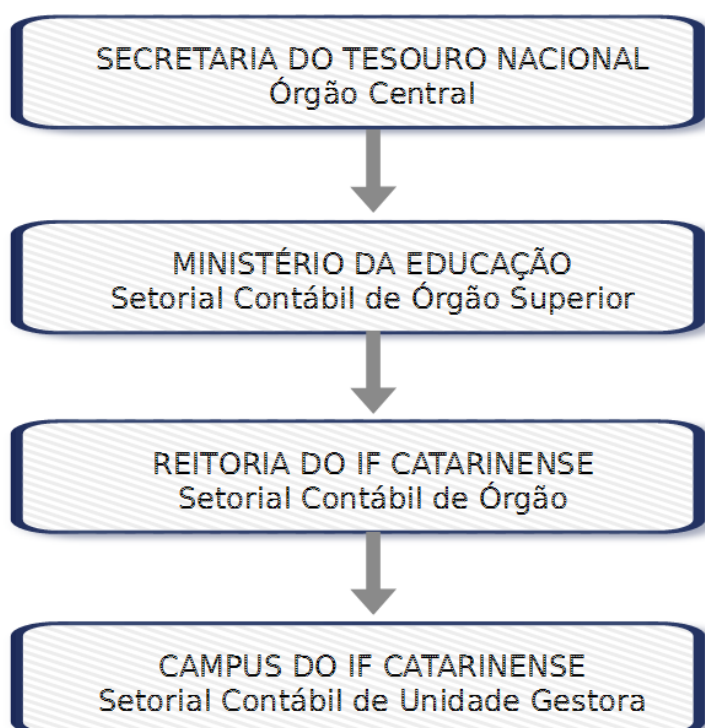 SECRETARIA DO TESOURO NACIONAL
Órgão Central
MINISTÉRIO DA EDUCAÇÃO
Setorial Contábil de Órgão Superior
REITORIA DO IF CATARINENSE
Setorial Contábil de Órgão
CAMPUS DO IF CATARINENSE
Setorial Contábil de Unidade Gestora